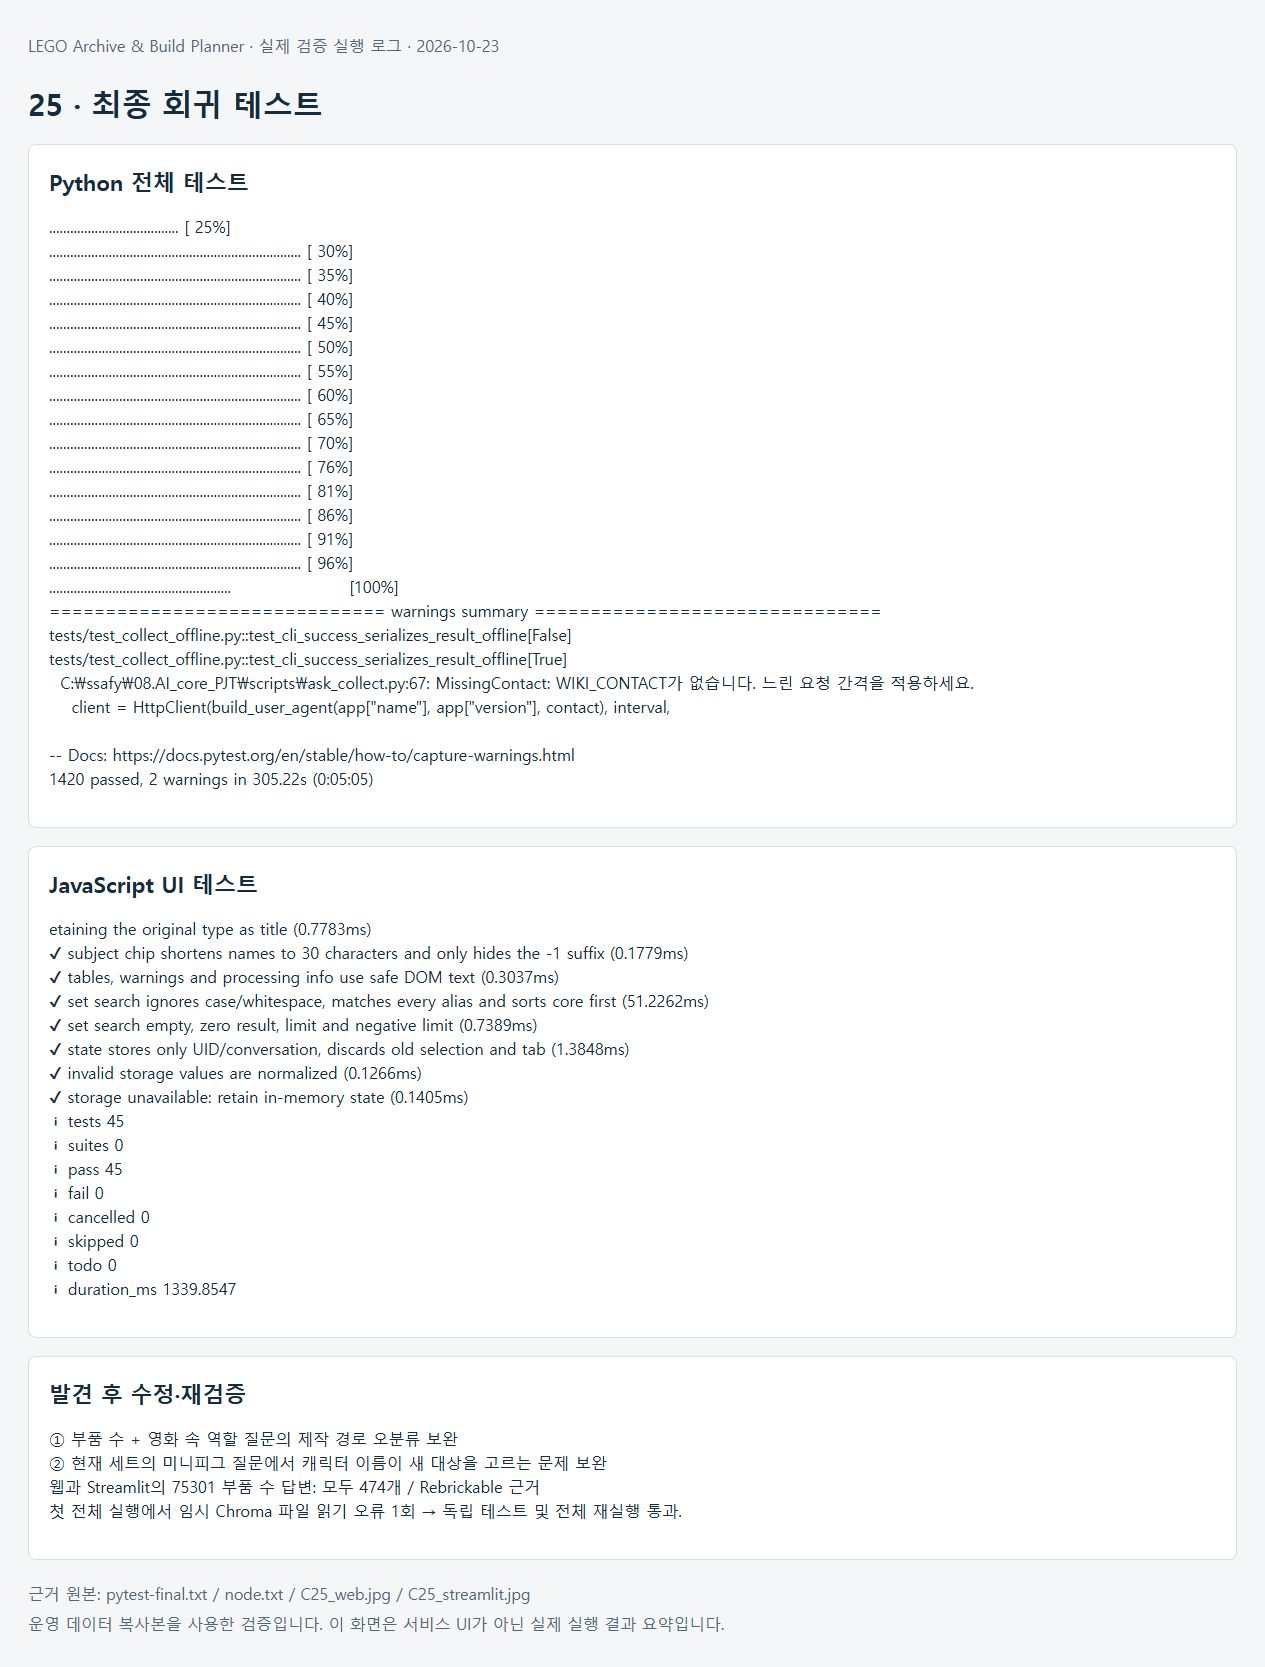 LEGO Archive & Build Planner · 실제 검증 실행 로그 · 2026-10-23
25 · 최종 회귀 테스트
Python 전체 테스트
..................................... [ 25%]
........................................................................ [ 30%]
........................................................................ [ 35%]
........................................................................ [ 40%]
........................................................................ [ 45%]
........................................................................ [ 50%]
........................................................................ [ 55%]
........................................................................ [ 60%]
........................................................................ [ 65%]
........................................................................ [ 70%]
........................................................................ [ 76%]
........................................................................ [ 81%]
........................................................................ [ 86%]
........................................................................ [ 91%]
........................................................................ [ 96%]
.................................................... [100%]
============================== warnings summary ===============================
tests/test_collect_offline.py::test_cli_success_serializes_result_offline[False]
tests/test_collect_offline.py::test_cli_success_serializes_result_offline[True]
C:₩ssafy₩08.AI_core_PJT₩scripts₩ask_collect.py:67: MissingContact: WIKI_CONTACT가 없습니다. 느린 요청 간격을 적용하세요.
client = HttpClient(build_user_agent(app["name"], app["version"], contact), interval,
-- Docs: https://docs.pytest.org/en/stable/how-to/capture-warnings.html
1420 passed, 2 warnings in 305.22s (0:05:05)
JavaScript UI 테스트
etaining the original type as title (0.7783ms)
✔ subject chip shortens names to 30 characters and only hides the -1 suffix (0.1779ms)
✔ tables, warnings and processing info use safe DOM text (0.3037ms)
✔ set search ignores case/whitespace, matches every alias and sorts core first (51.2262ms)
✔ set search empty, zero result, limit and negative limit (0.7389ms)
✔ state stores only UID/conversation, discards old selection and tab (1.3848ms)
✔ invalid storage values are normalized (0.1266ms)
✔ storage unavailable: retain in-memory state (0.1405ms)
ℹ tests 45
ℹ suites 0
ℹ pass 45
ℹ fail 0
ℹ cancelled 0
ℹ skipped 0
ℹ todo 0
ℹ duration_ms 1339.8547
발견 후 수정·재검증
① 부품 수 + 영화 속 역할 질문의 제작 경로 오분류 보완
② 현재 세트의 미니피그 질문에서 캐릭터 이름이 새 대상을 고르는 문제 보완
웹과 Streamlit의 75301 부품 수 답변: 모두 474개 / Rebrickable 근거
첫 전체 실행에서 임시 Chroma 파일 읽기 오류 1회 → 독립 테스트 및 전체 재실행 통과.
근거 원본: pytest-final.txt / node.txt / C25_web.jpg / C25_streamlit.jpg
운영 데이터 복사본을 사용한 검증입니다. 이 화면은 서비스 UI가 아닌 실제 실행 결과 요약입니다.